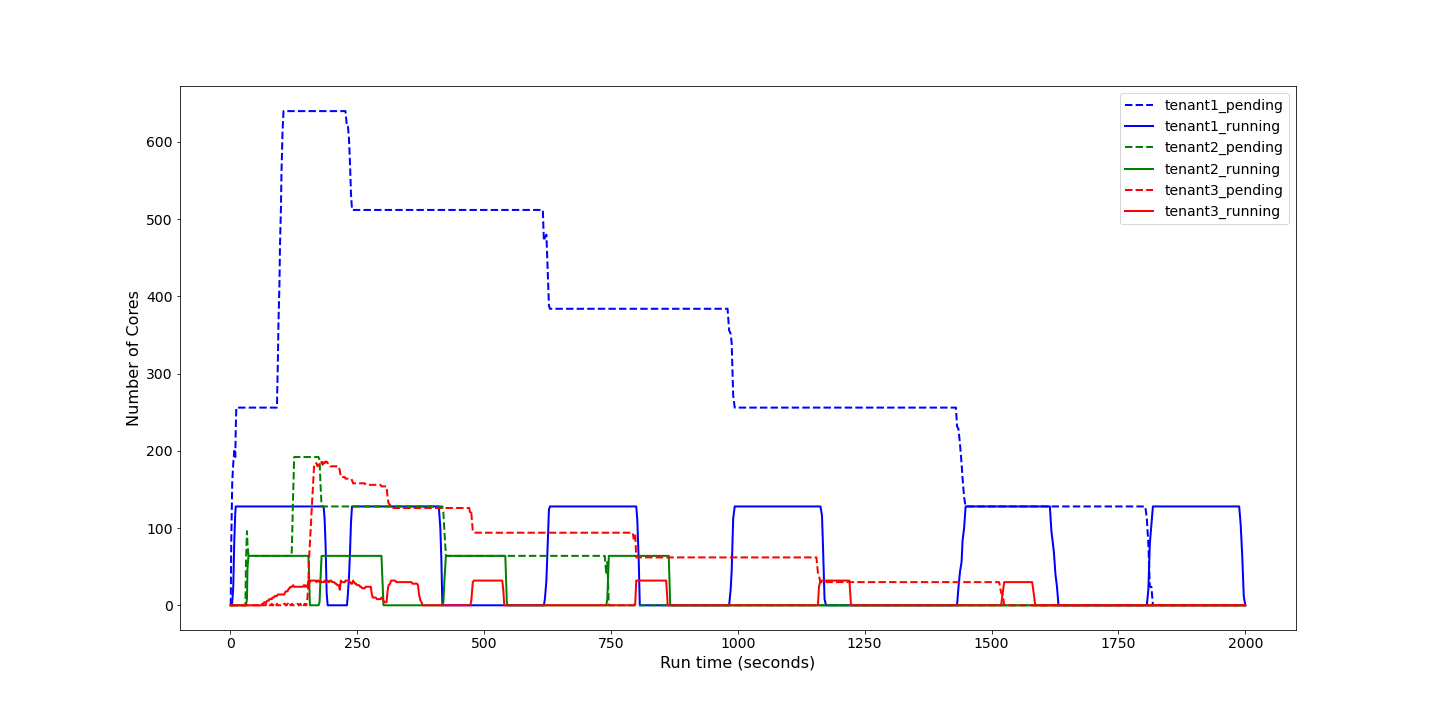 tenant1_pending
tenant1_running
tenant2_pending
tenant2_running
tenant3_pending
tenant3_running
Number of Cores
600
500
400
300
200
100
0
0 250 500 750 1000 1250 1500 1750 2000
Run time (seconds)